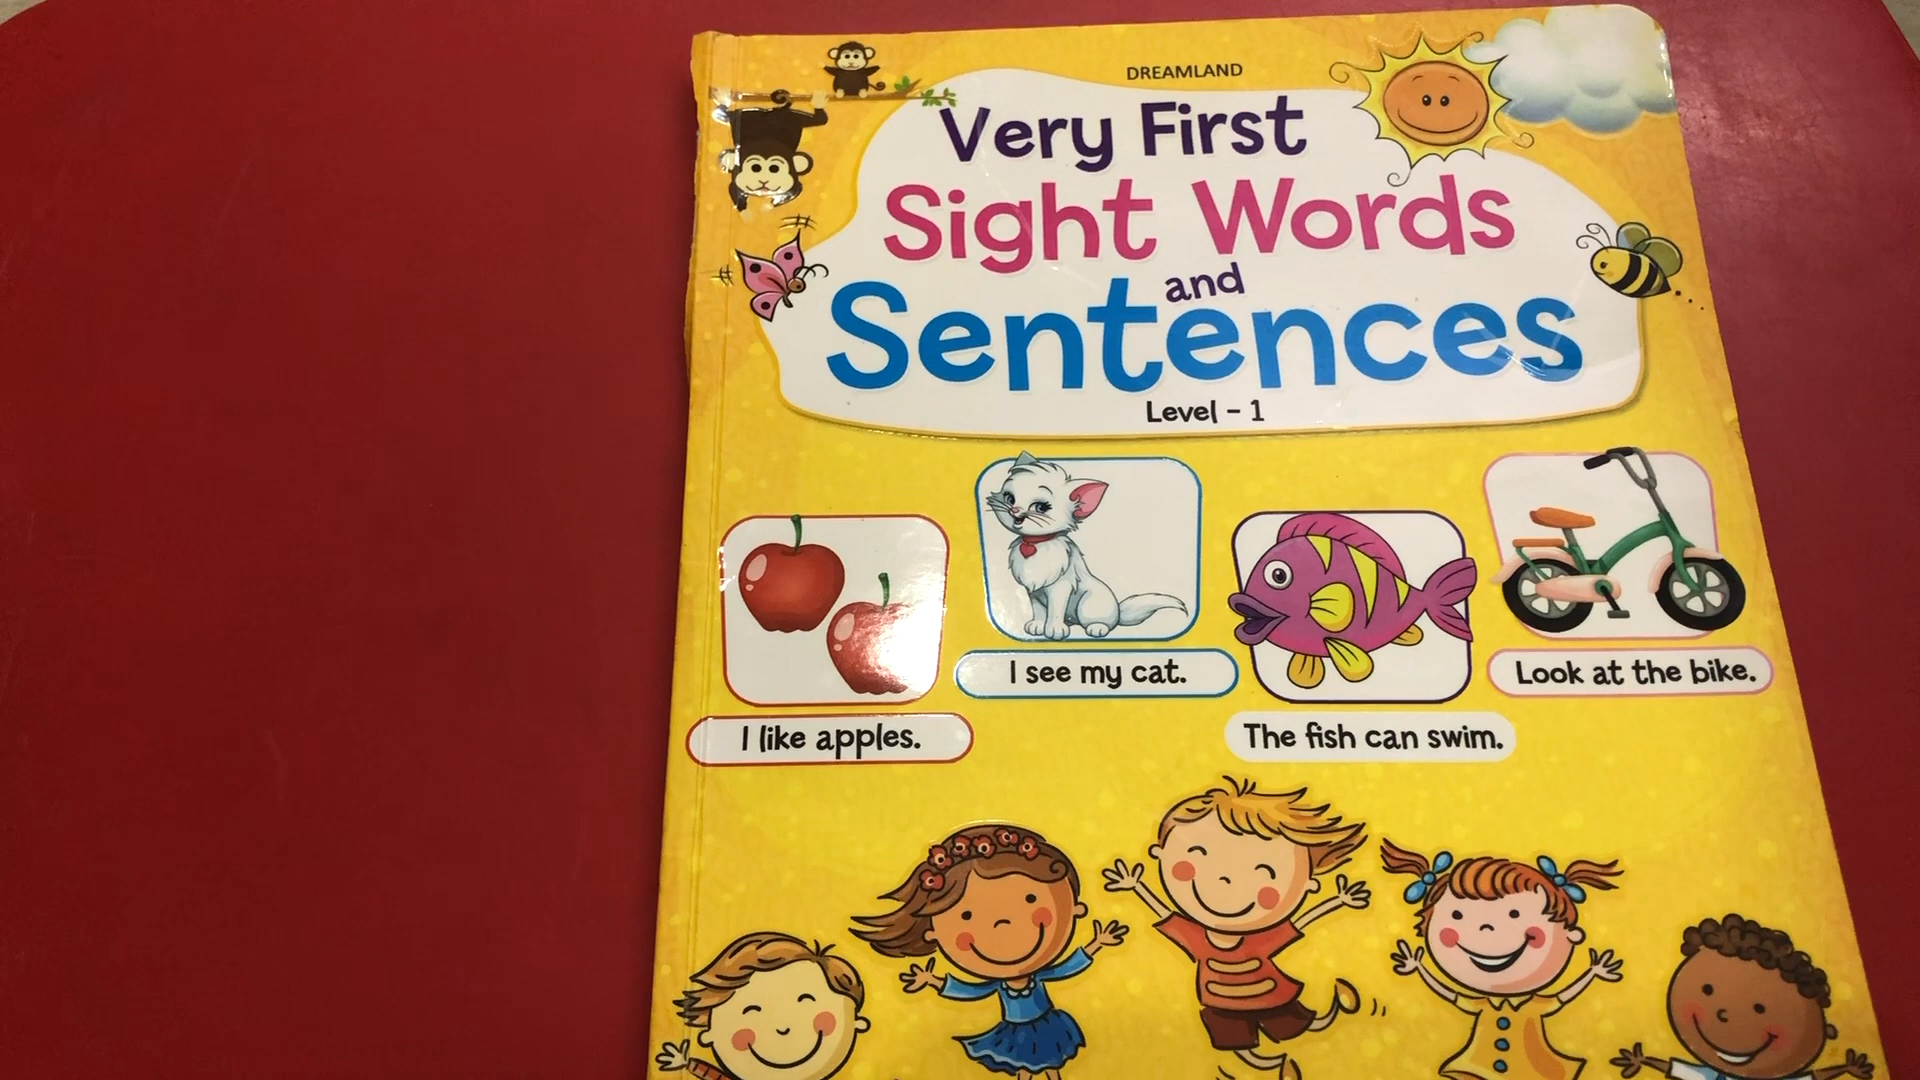 DREAMLAND
Very First
Sight Words
and
Sentences
Level - 1
I like apples.
I see my cat.
The fish can swim.
Look at the bike.